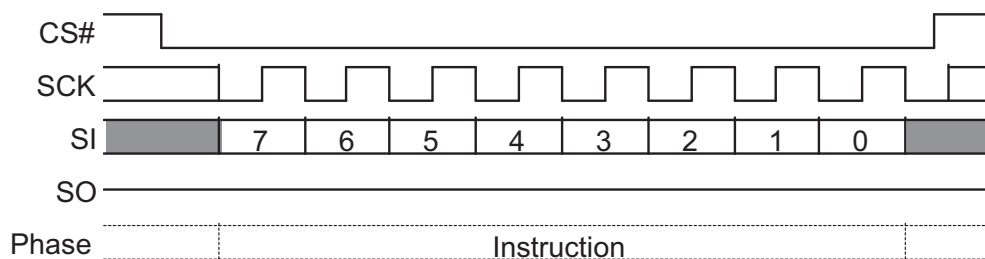 CS#
SCK
SI 7 6 5 4 3 2 1 0
SO
Phase Instruction